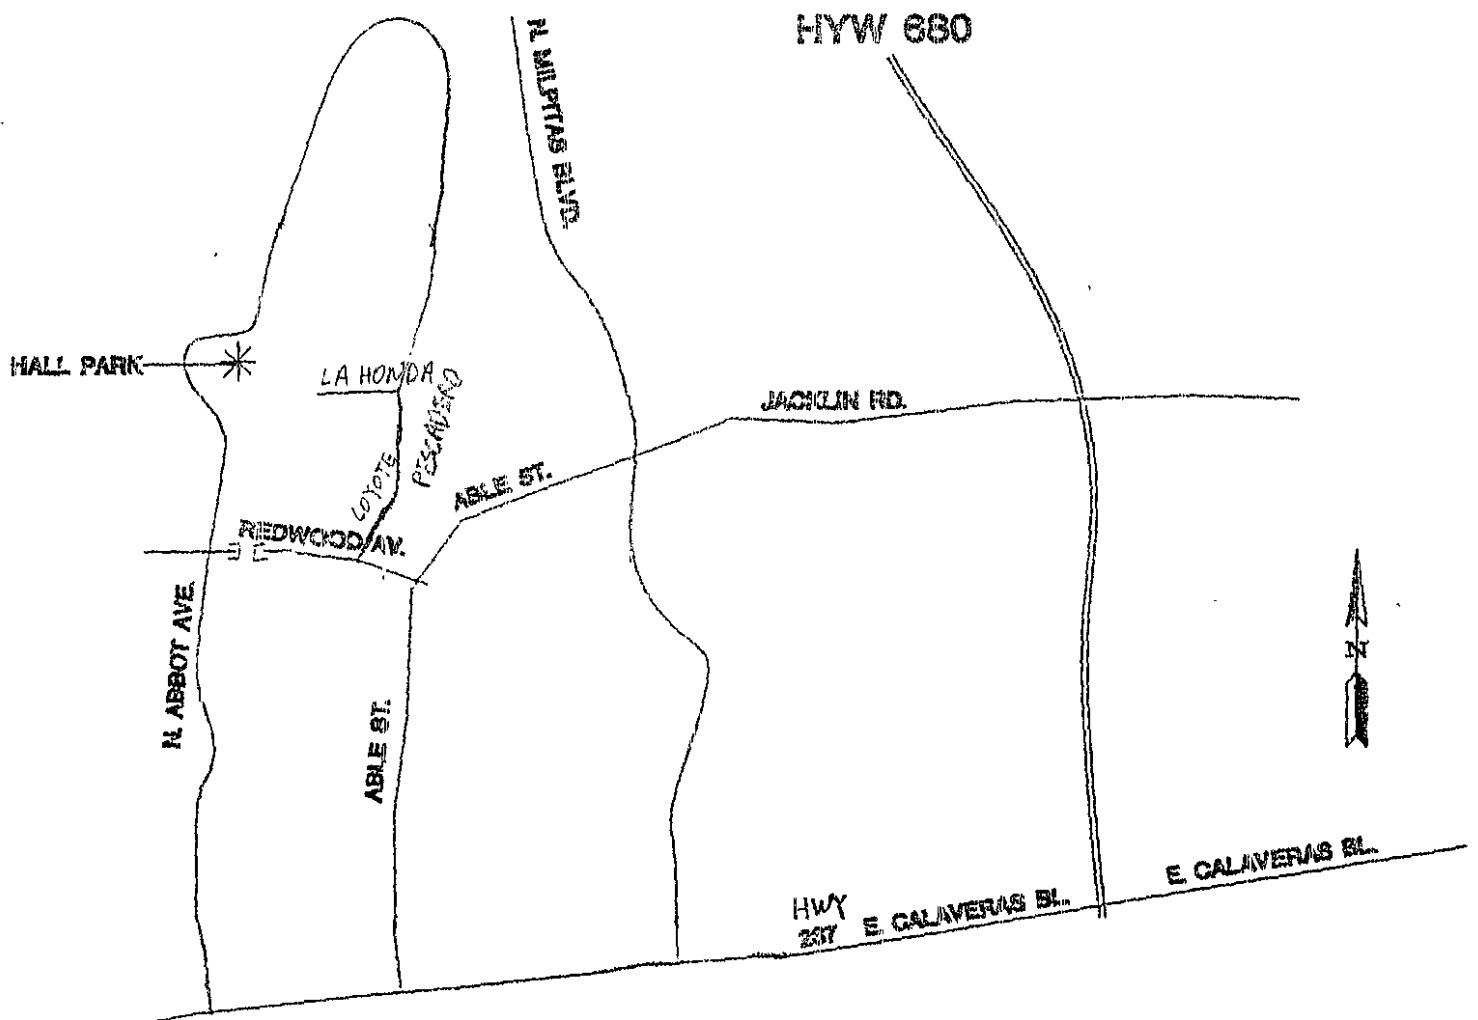 HYW 680
N. MILPITAS BLVD.
HALL PARK
LA HONDA
PESCADERO
JACKLIN RD.
COYOTE
ABLE ST.
REDWOOD AV.
N. ABBOT AVE.
N
ABLE ST.
E. CALAVERAS BL.
HWY
237 E. CALAVERAS BL.